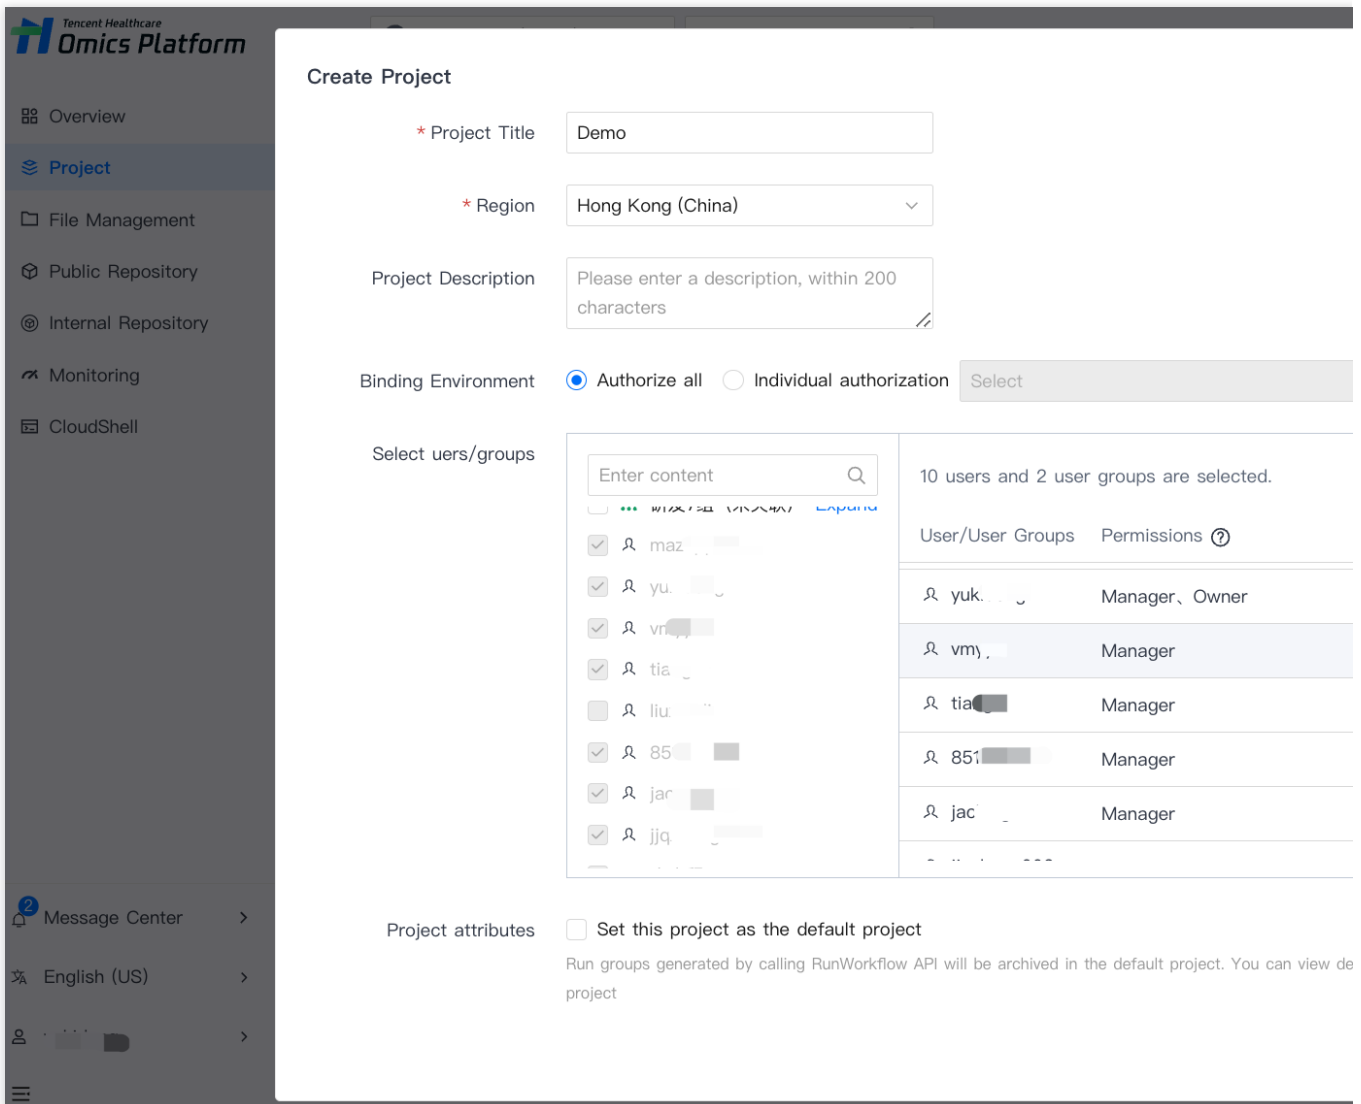 Tencent Healthcare
Omics Platform
Create Project
Overview
* Project Title
Demo
Project
* Region
Hong Kong (China)
File Management
Public Repository
Project Description
Please enter a description, within 200
characters
Internal Repository
Monitoring
Binding Environment
Authorize all
Individual authorization
Select
CloudShell
Select uers/groups
Enter content
10 users and 2 user groups are selected.
Expand
User/User Groups
Permissions
?
maz
yu.
yuk
Manager、Owner
vm
vmy
Manager
tia
tia
Manager
liu
85
851
Manager
jac
jac
Manager
jjq
2
Message Center
Project attributes
Set this project as the default project
Run groups generated by calling RunWorkflow API will be archived in the default project. You can view de
project
English (US)